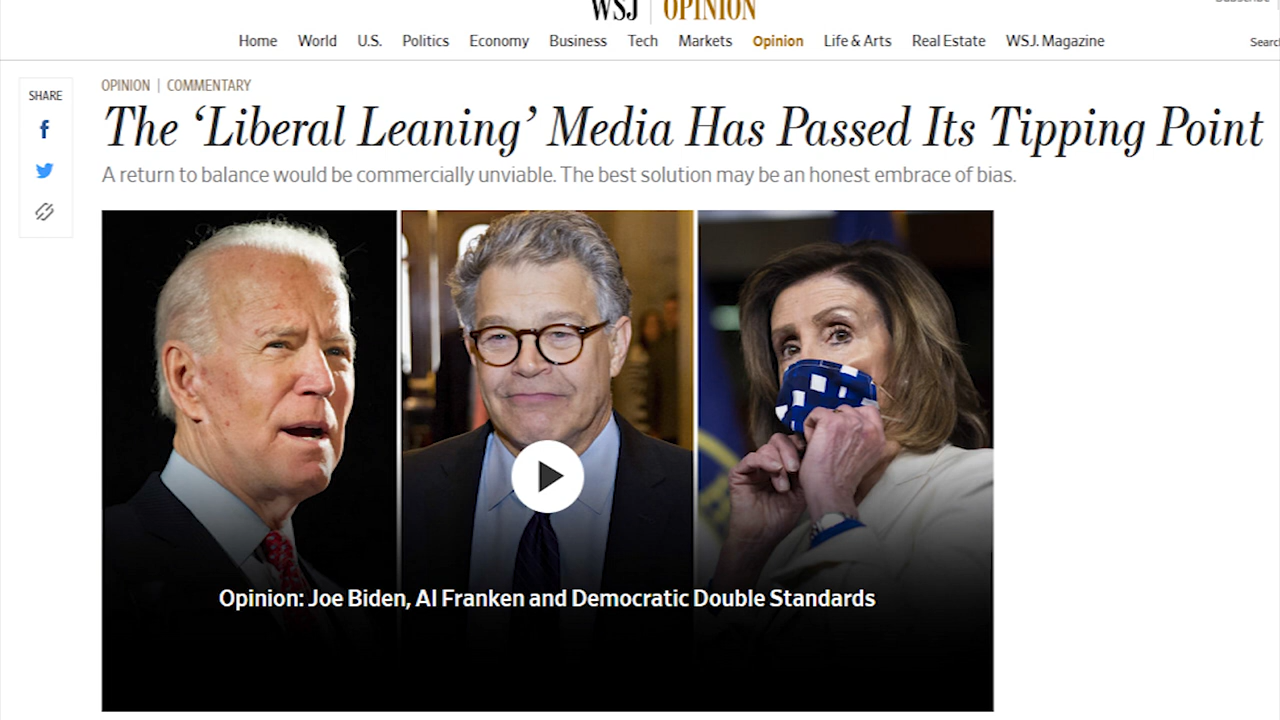 WSJ | OPINION
Home World U.S. Politics Economy Business Tech Markets Opinion Life & Arts Real Estate WSJ. Magazine
SHARE
OPINION | COMMENTARY
The ‘Liberal Leaning’ Media Has Passed Its Tipping Point
A return to balance would be commercially unviable. The best solution may be an honest embrace of bias.
Opinion: Joe Biden, Al Franken and Democratic Double Standards